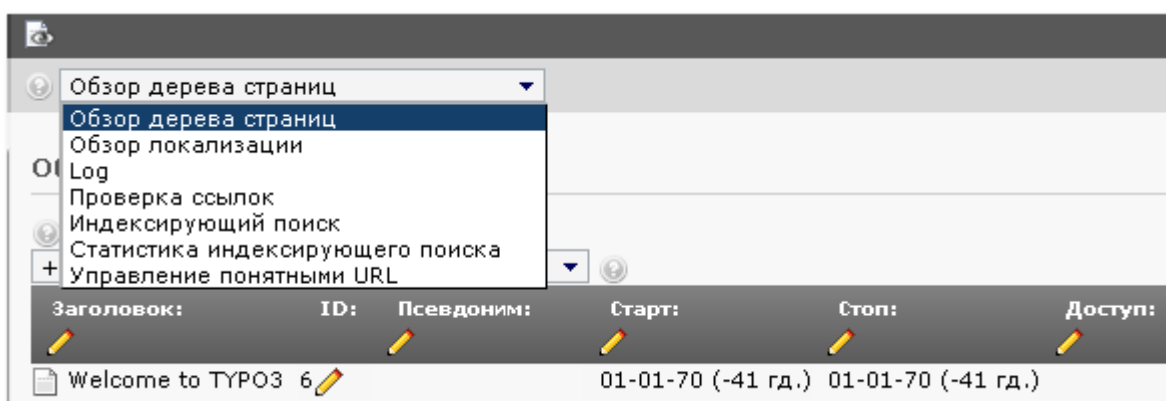 Обзор дерева страниц
Обзор дерева страниц
Обзор локализации
Log
Проверка ссылок
Индексирующий поиск
Статистика индексирующего поиска
Управление понятными URL
Заголовок: ID: Псевдоним: Старт: Стоп: Доступ:
Welcome to TYPO3 6 01-01-70 (-41 гд.) 01-01-70 (-41 гд.)